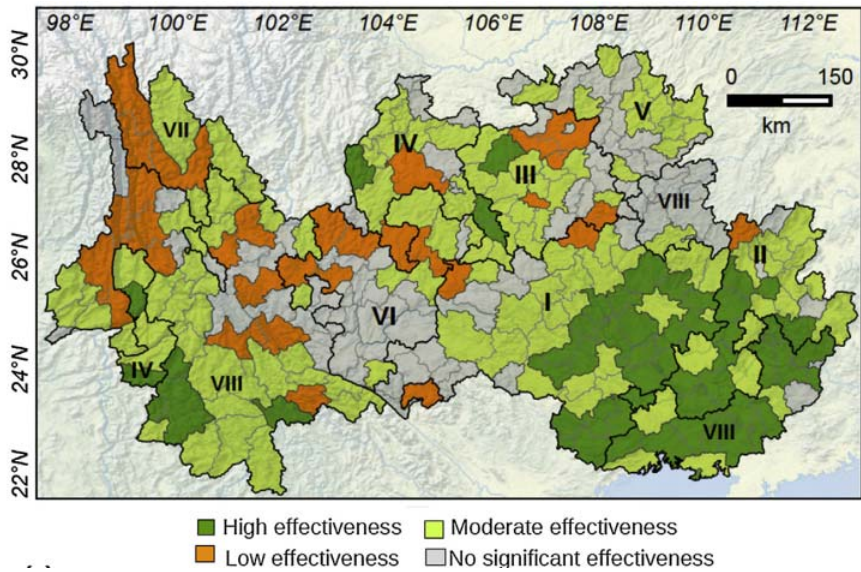 98°E 100°E 102°E 104°E 106°E 108°E 110°E 112°E
30°N
28°N
26°N
24°N
22°N
0 150
km
VII
IV
V
III
VIII
II
I
VI
IV
VIII
VIII
High effectiveness
Moderate effectiveness
Low effectiveness
No significant effectiveness